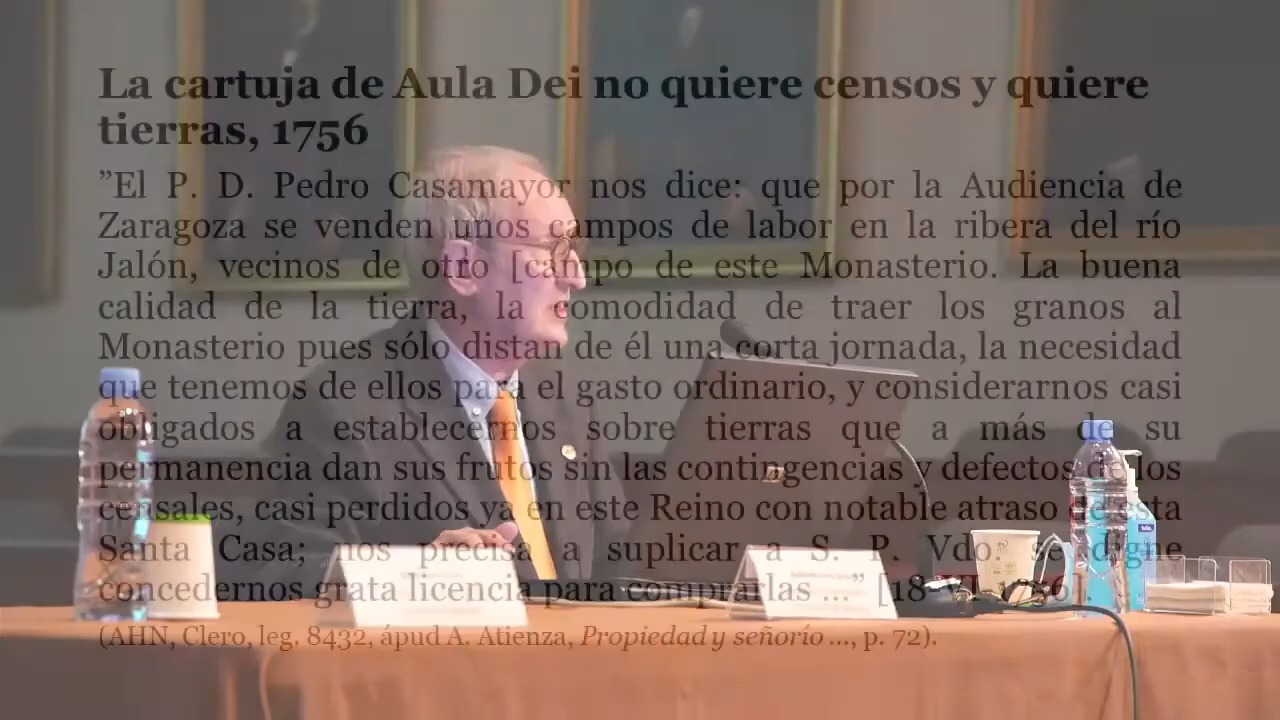 La cartuja de Aula Dei no quiere censos y quiere
tierras, 1756
”El P. D. Pedro Casamayor nos dice: que por la Audiencia de
Zaragoza se venden unos campos de labor en la ribera del río
Jalón, vecinos de otro [campo de este Monasterio. La buena
calidad de la tierra, la comodidad de traer los granos al
Monasterio pues sólo distan de él una corta jornada, la necesidad
que tenemos de ellos para el gasto ordinario, y considerarnos casi
obligados a establecernos sobre tierras que a más de su
permanencia dan sus frutos sin las contingencias y defectos de los
censales, casi perdidos ya en este Reino con notable atraso de esta
Santa Casa; nos precisa a suplicar a S. P. Vdo. se digne
concedernos grata licencia para comprarlas ...”
(AHN, Clero, leg. 8432, ápud A. Atienza, Propiedad y señorío ..., p. 72).
hp